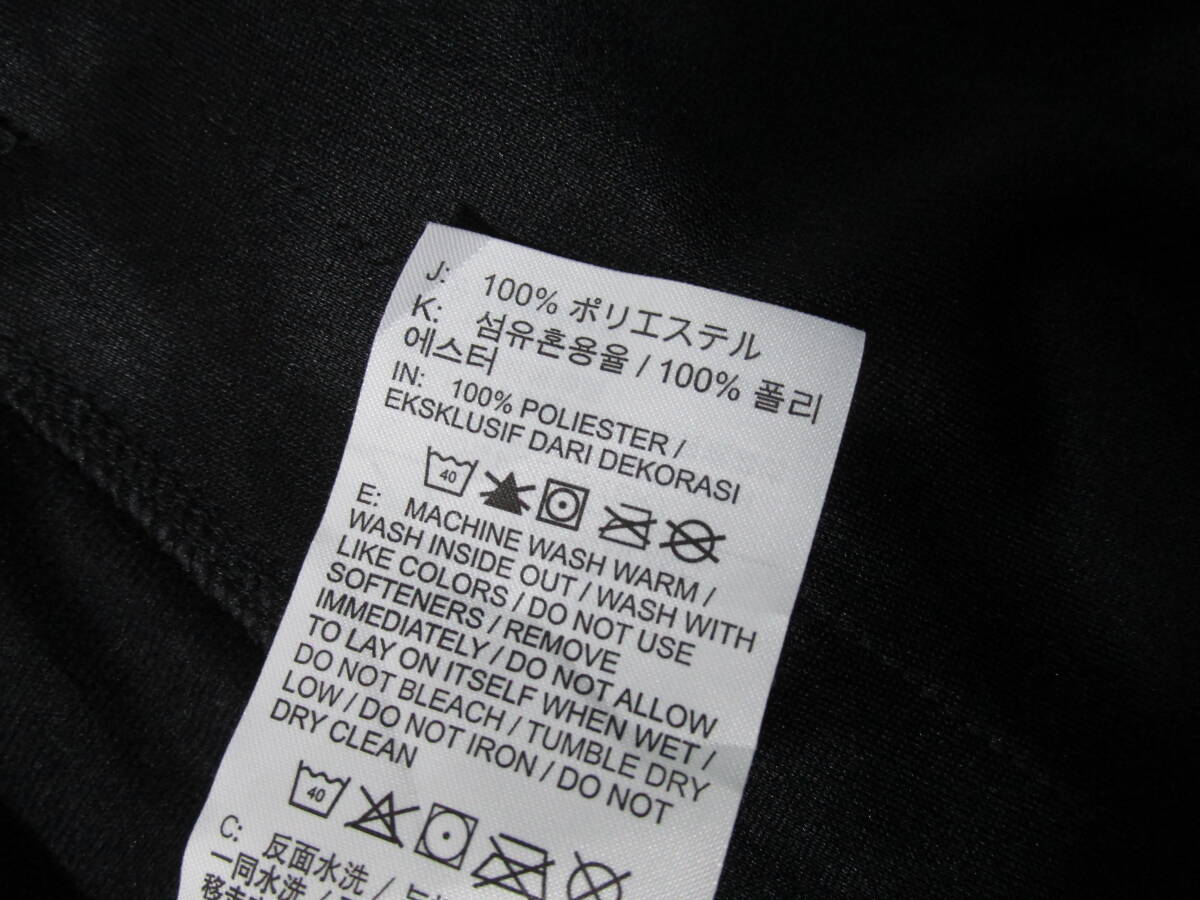 J: 100% ポリエステル
K: 섬유혼용율 / 100% 폴리
에스터
IN: 100% POLIESTER /
EKSKLUSIF DARI DEKORASI
40
E: MACHINE WASH WARM /
WASH INSIDE OUT / WASH WITH
LIKE COLORS / DO NOT USE
SOFTENERS / REMOVE
IMMEDIATELY / DO NOT ALLOW
TO LAY ON ITSELF WHEN WET /
DO NOT BLEACH / TUMBLE DRY
LOW / DO NOT IRON / DO NOT
DRY CLEAN
40
C: 反面水洗 /
一同水洗 /